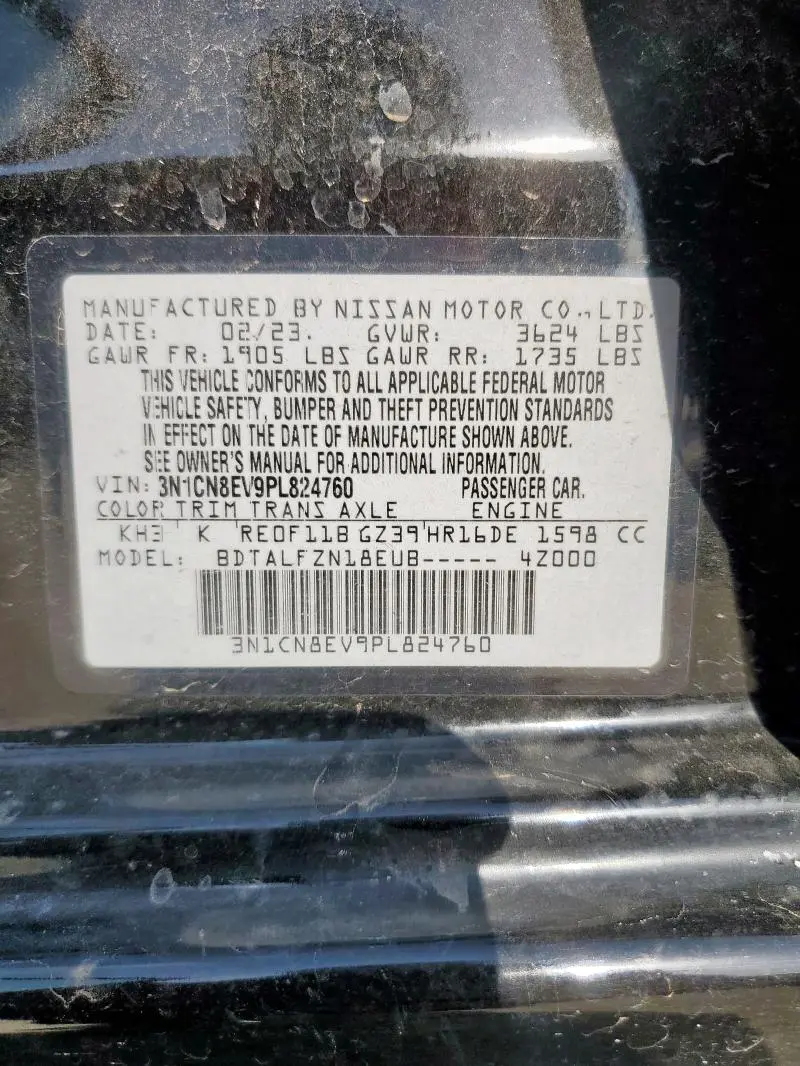 MANUFACTURED BY NISSAN MOTOR CO., LTD.
DATE: 02/23. GVWR: 3624 LBS
GAWR FR: 1905 LBS GAWR RR: 1735 LBS
THIS VEHICLE CONFORMS TO ALL APPLICABLE FEDERAL MOTOR
VEHICLE SAFETY, BUMPER AND THEFT PREVENTION STANDARDS
IN EFFECT ON THE DATE OF MANUFACTURE SHOWN ABOVE.
SEE OWNER'S MANUAL FOR ADDITIONAL INFORMATION.
VIN: 3N1CN8EV9PL824760 PASSENGER CAR.
COLOR TRIM TRANS AXLE ENGINE
KH3 K RE0F11B GZ39 HR16DE 1598 CC
MODEL: BDTALFZN18EUB----- 4Z000
3N1CN8EV9PL824760